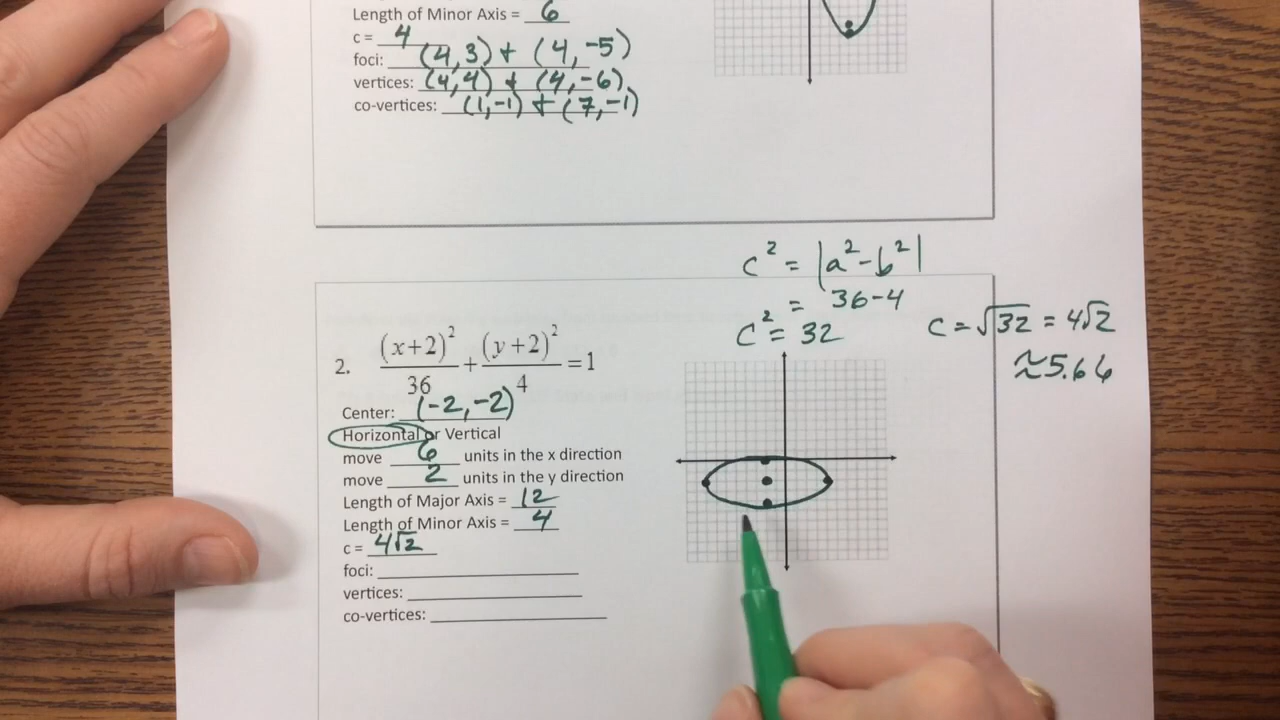 Length of Minor Axis = 6
c = 4
foci: (4,3) + (4,-5)
vertices: (4,4) + (4,-6)
co-vertices: (1,-1) + (7,-1)
c² = |a²-b²|
= 36-4
c² = 32
c = √32 = 4√2
≈5.66
2. (x+2)²/36 + (y+2)²/4 = 1
Center: (-2,-2)
Horizontal or Vertical
move 6 units in the x direction
move 2 units in the y direction
Length of Major Axis = 12
Length of Minor Axis = 4
c = 4√2
foci:
vertices:
co-vertices: